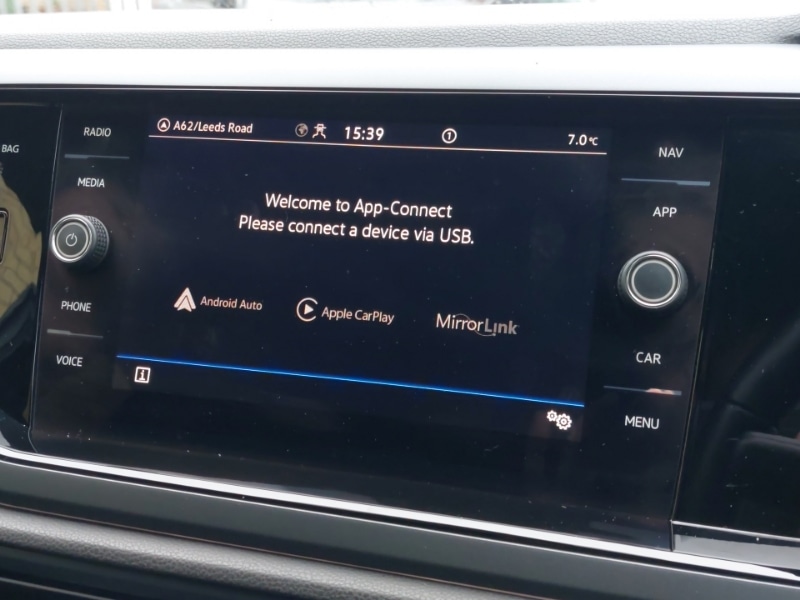 BAG
RADIO
MEDIA
PHONE
VOICE
A62/Leeds Road
15:39
1
7.0°C
Welcome to App-Connect
Please connect a device via USB.
Android Auto
Apple CarPlay
MirrorLink
i
NAV
APP
CAR
MENU